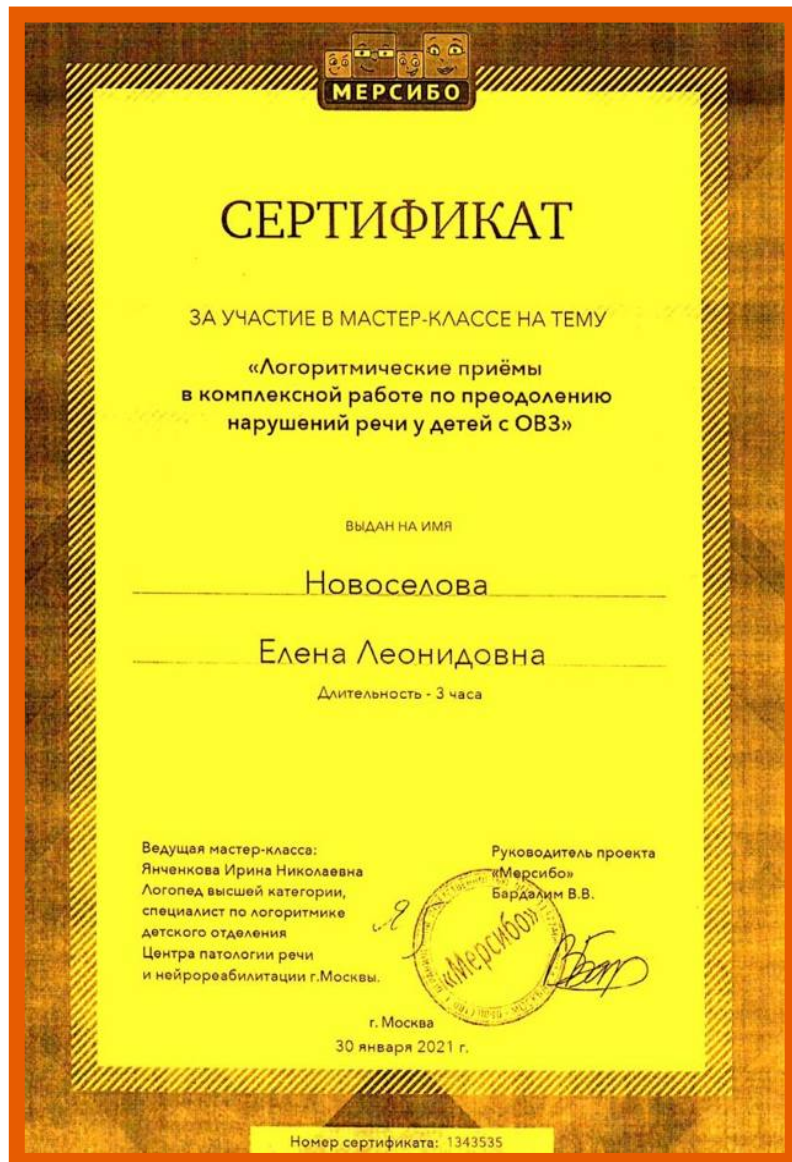 МЕРСИБО
СЕРТИФИКАТ
ЗА УЧАСТИЕ В МАСТЕР-КЛАССЕ НА ТЕМУ
«Логоритмические приёмы
в комплексной работе по преодолению
нарушений речи у детей с ОВЗ»
ВЫДАН НА ИМЯ
Новоселова
Елена Леонидовна
Длительность - 3 часа
Ведущая мастер-класса:
Янченкова Ирина Николаевна
Логопед высшей категории,
специалист по логоритмике
детского отделения
Центра патологии речи
и нейрореабилитации г.Москвы.
Руководитель проекта
«Мерсибо»
Бардалим В.В.
«Мерсибо»
г. Москва
30 января 2021 г.
Номер сертификата: 1343535